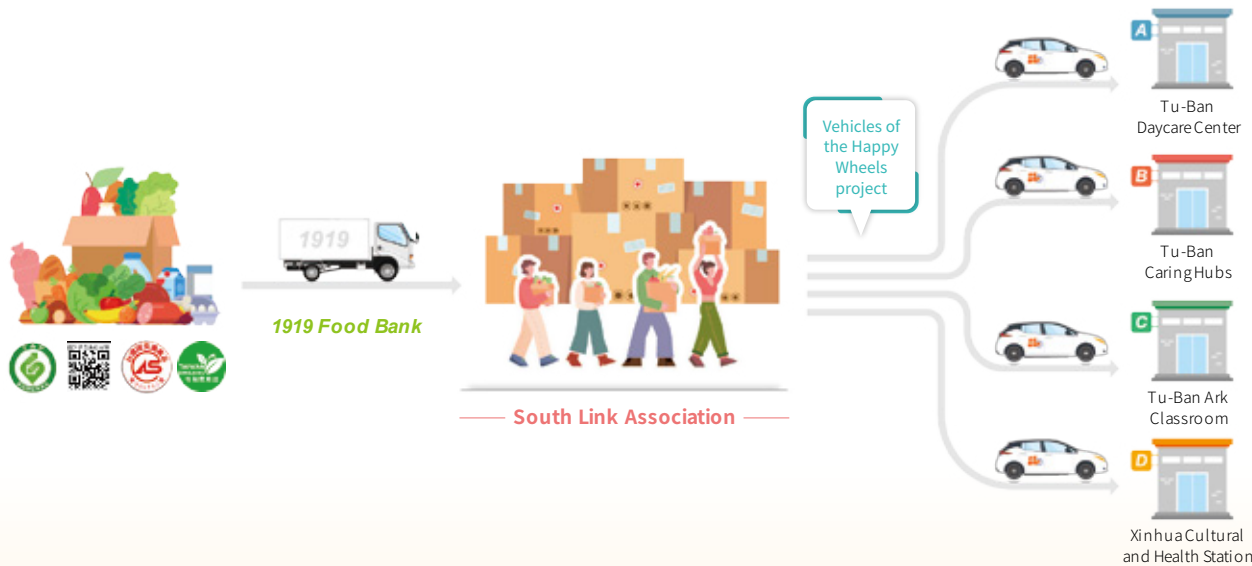 1919
1919 Food Bank
South Link Association
Vehicles of
the Happy
Wheels
project
A
Tu-Ban
Daycare Center
B
Tu-Ban
Caring Hubs
C
Tu-Ban Ark
Classroom
D
Xinhua Cultural
and Health Station